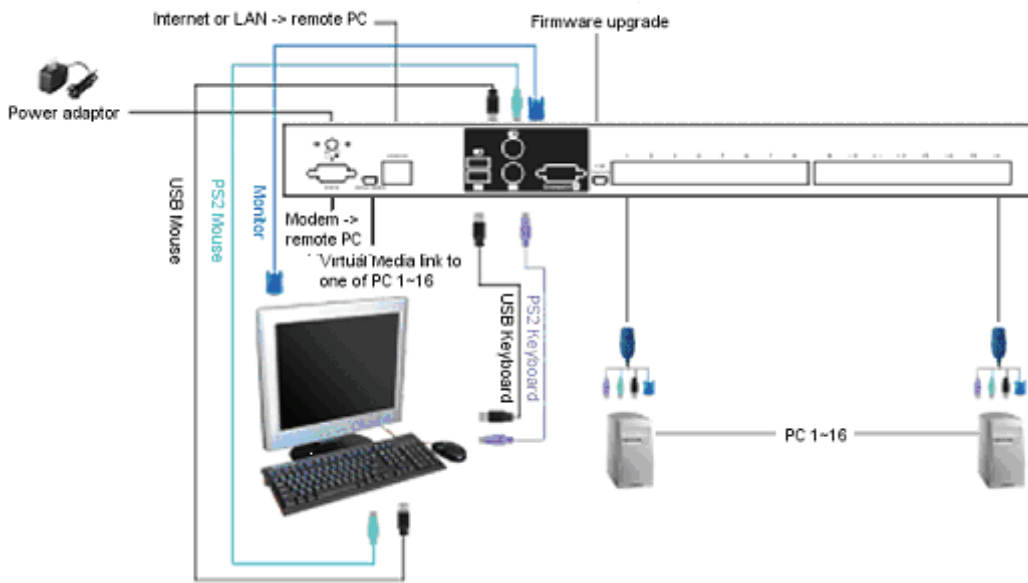 Internet or LAN -> remote PC
Firmware upgrade
Power adaptor
USB Mouse
PS2 Mouse
Monitor
Modem ->
remote PC
Virtual Media link to
one of PC 1~16
USB Keyboard
PS2 Keyboard
PC 1~16